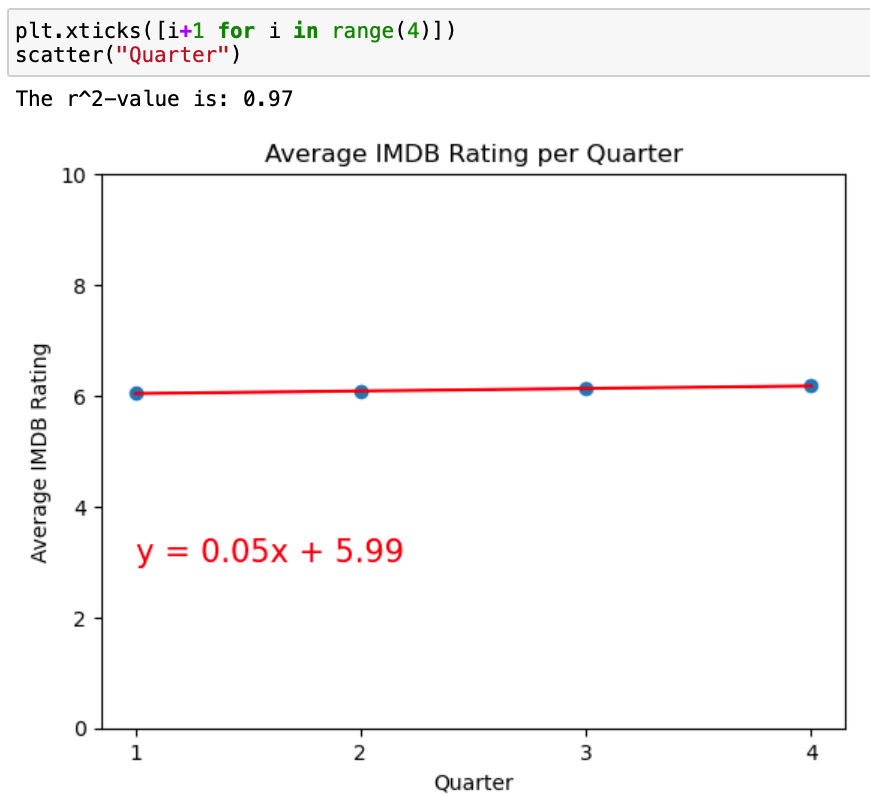 plt.xticks([i+1 for i in range(4)])
scatter("Quarter")
The r^2-value is: 0.97
Average IMDB Rating per Quarter
10
8
6
4
2
0
Average IMDB Rating
y = 0.05x + 5.99
1 2 3 4
Quarter